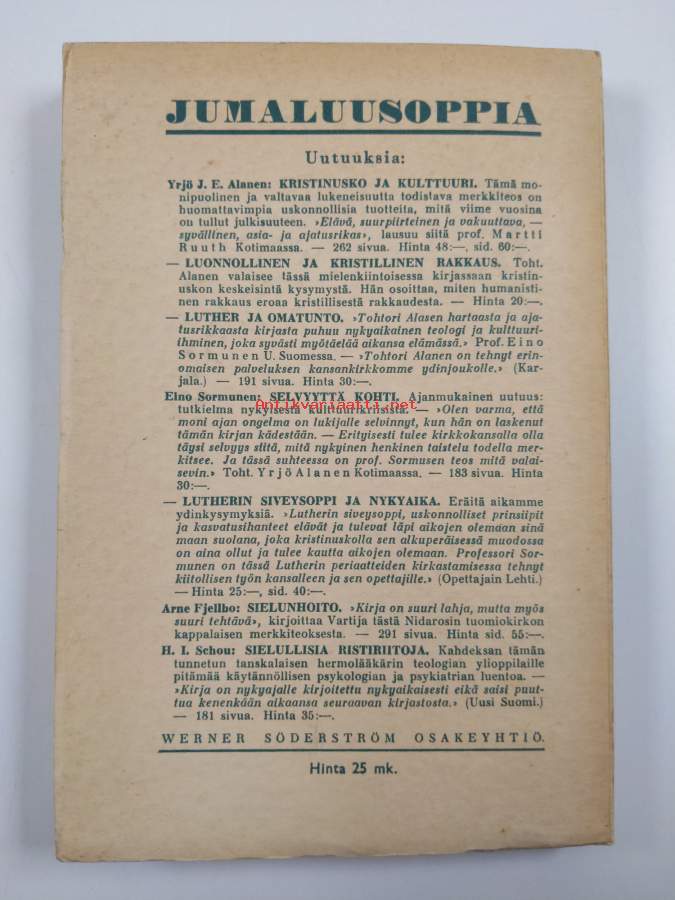 JUMALUUSOPPIA
Uutuuksia:
Yrjö J. E. Alanen: KRISTINUSKO JA KULTTUURI. Tämä mo-
nipuolinen ja valtavaa lukeneisuutta todistava merkkiteos on
huomattavimpia uskonnollisia tuotteita, mitä viime vuosina
on tullut julkisuuteen. »Elävä, suurpiirteinen ja vakuuttava, —
syvällinen, asia- ja ajatusrikas», lausuu siitä prof. Martti
Ruuth Kotimaassa. — 262 sivua. Hinta 48:—, sid. 60:—.
— LUONNOLLINEN JA KRISTILLINEN RAKKAUS. Toht.
Alanen valaisee tässä mielenkiintoisessa kirjassaan kristin-
uskon keskeisintä kysymystä. Hän osoittaa, miten humanisti-
nen rakkaus eroaa kristillisestä rakkaudesta. — Hinta 20:—.
— LUTHER JA OMATUNTO. »Tohtori Alasen hartaasta ja aja-
tusrikkaasta kirjasta puhuu nykyaikainen teologi ja kulttuuri-
ihminen, joka syvästi myötäelää aikansa elämässä.» Prof. Eino
Sormunen U. Suomessa. — »Tohtori Alanen on tehnyt erin-
omaisen palveluksen kansankirkkomme ydinjoukolle.» (Kar-
jala.) — 191 sivua. Hinta 30:—.
Antikvariaatti.net
Eino Sormunen: SELVYYTTÄ KOHTI. Ajanmukainen uutuus:
tutkielma nykyisestä kulttuurikriisistä. — »Olen varma, että
moni ajan ongelma on lukijalle selvinnyt, kun hän on laskenut
tämän kirjan kädestään. — Erityisesti tulee kirkkokansalla olla
täysi selvyys siitä, mitä nykyinen henkinen taistelu todella mer-
kitsee. Ja tässä suhteessa on prof. Sormusen teos mitä valai-
sevin.» Toht. Yrjö Alanen Kotimaassa. — 183 sivua. Hinta
30:—.
— LUTHERIN SIVEYSOPPI JA NYKYAIKA. Eräitä aikamme
ydinkysymyksiä. »Lutherin siveysoppi, uskonnolliset prinsiipit
ja kasvatusihanteet elävät ja tulevat läpi aikojen olemaan sinä
maan suolana, joka kristinuskolla sen alkuperäisessä muodossa
on aina ollut ja tulee kautta aikojen olemaan. Professori Sor-
munen on tässä Lutherin periaatteiden kirkastamisessa tehnyt
kiitollisen työn kansalleen ja sen opettajille.» (Opettajain Lehti.)
— Hinta 25:—, sid. 40:—.
Arne Fjellbo: SIELUNHOITO. »Kirja on suuri lahja, mutta myös
suuri tehtävä», kirjoittaa Vartija tästä Nidarosin tuomiokirkon
kappalaisen merkkiteoksesta. — 291 sivua. Hinta sid. 55:—.
H. I. Schou: SIELULLISIA RISTIRIITOJA. Kahdeksan tämän
tunnetun tanskalaisen hermolääkärin teologian ylioppilaille
pitämää käytännöllisen psykologian ja psykiatrian luentoa. —
»Kirja on nykyajalle kirjoitettu nykyaikaisesti eikä saisi puut-
tua kenenkään aikaansa seuraavan kirjastosta.» (Uusi Suomi.)
— 181 sivua. Hinta 35:—.
WERNER SÖDERSTRÖM OSAKEYHTIÖ.
Hinta 25 mk.